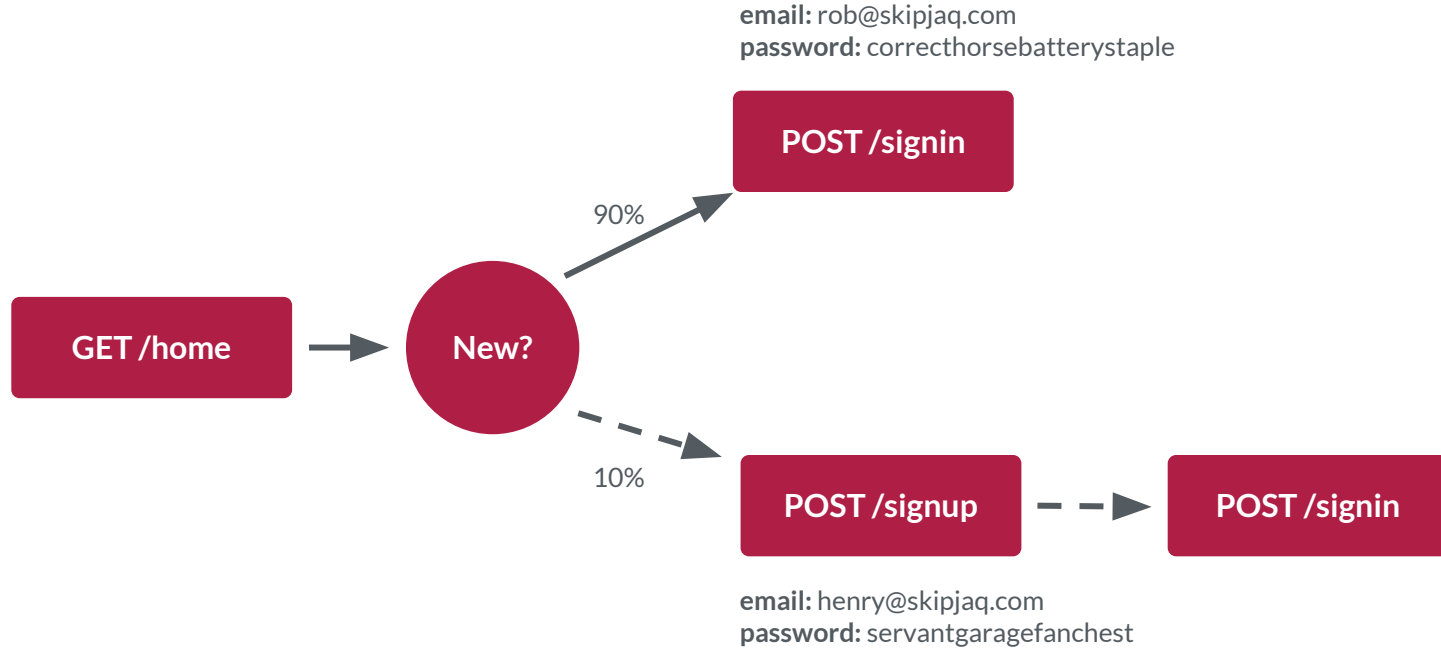 email: rob@skipjaq.com
password: correcthorsebatterystaple
POST /signin
90%
GET /home
New?
10%
POST /signup
POST /signin
email: henry@skipjaq.com
password: servantgaragefanchest